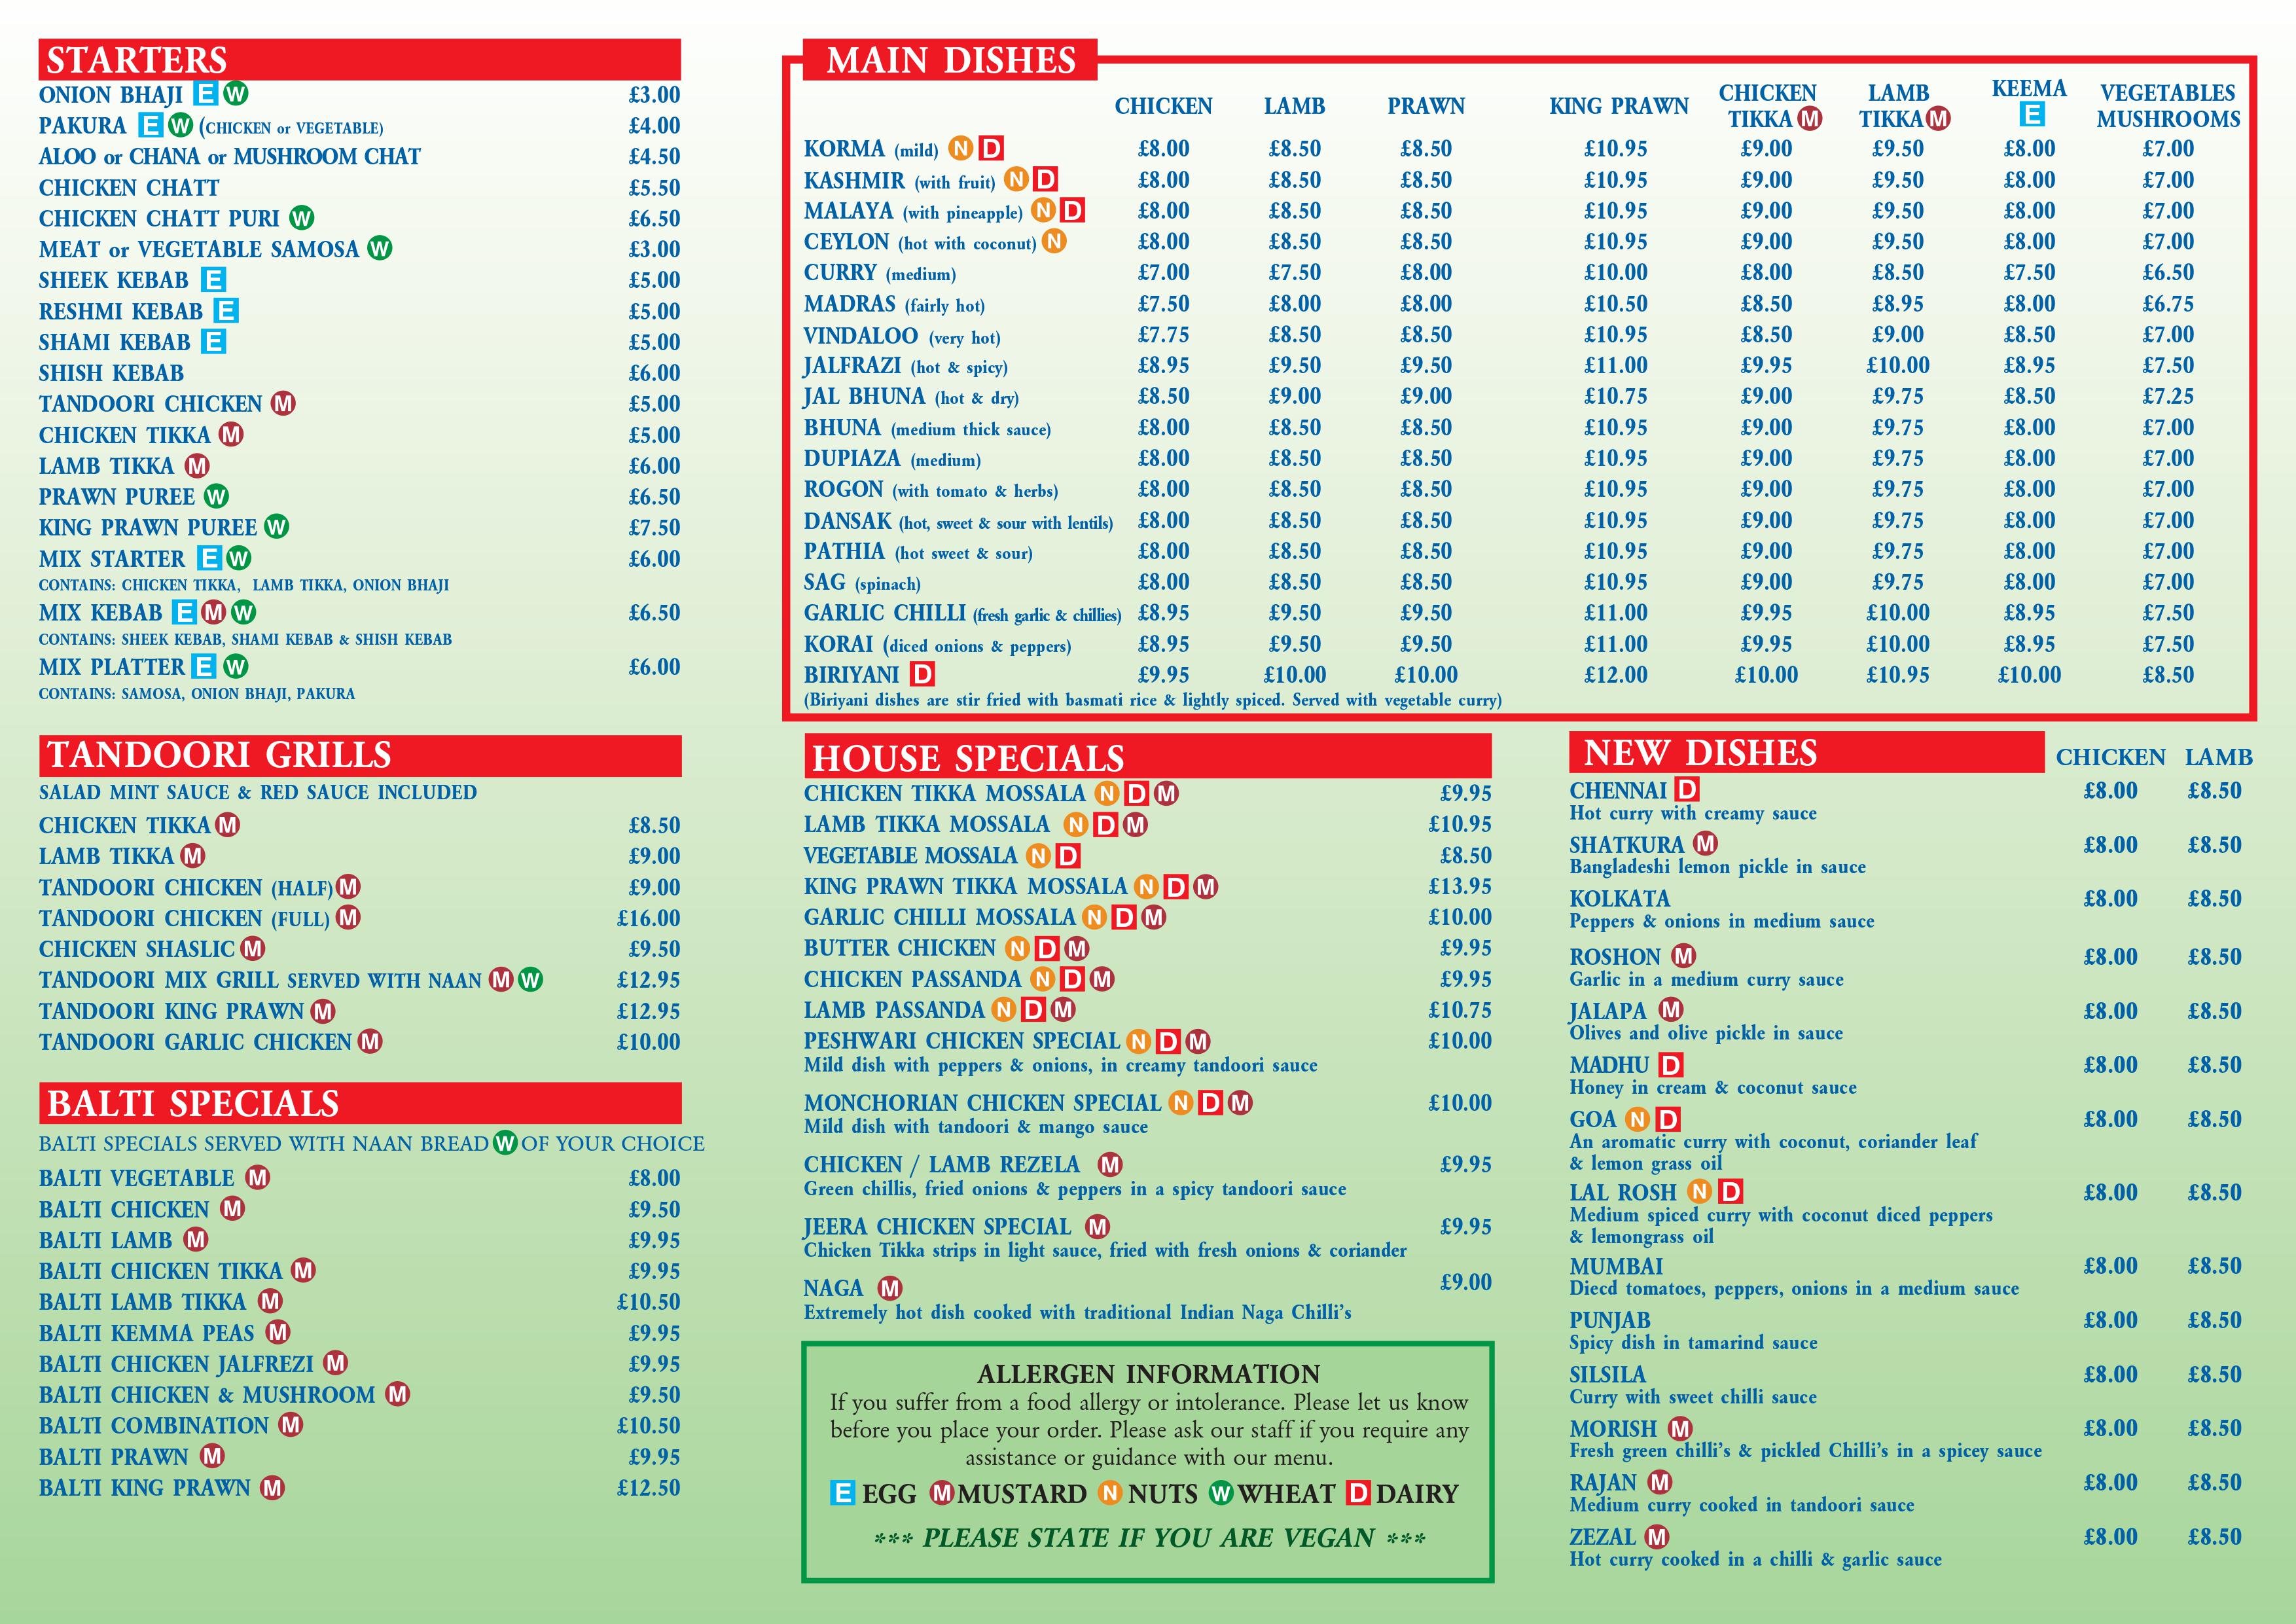 STARTERS
ONION BHAJI E W £3.00
PAKURA E W (CHICKEN or VEGETABLE) £4.00
ALOO or CHANA or MUSHROOM CHAT £4.50
CHICKEN CHATT £5.50
CHICKEN CHATT PURI W £6.50
MEAT or VEGETABLE SAMOSA W £3.00
SHEEK KEBAB E £5.00
RESHMI KEBAB E £5.00
SHAMI KEBAB E £5.00
SHISH KEBAB £6.00
TANDOORI CHICKEN M £5.00
CHICKEN TIKKA M £5.00
LAMB TIKKA M £6.00
PRAWN PUREE W £6.50
KING PRAWN PUREE W £7.50
MIX STARTER E W £6.00
CONTAINS: CHICKEN TIKKA, LAMB TIKKA, ONION BHAJI
MIX KEBAB E M W £6.50
CONTAINS: SHEEK KEBAB, SHAMI KEBAB & SHISH KEBAB
MIX PLATTER E W £6.00
CONTAINS: SAMOSA, ONION BHAJI, PAKURA
TANDOORI GRILLS
SALAD MINT SAUCE & RED SAUCE INCLUDED
CHICKEN TIKKA M £8.50
LAMB TIKKA M £9.00
TANDOORI CHICKEN (HALF) M £9.00
TANDOORI CHICKEN (FULL) M £16.00
CHICKEN SHASLIC M £9.50
TANDOORI MIX GRILL SERVED WITH NAAN M W £12.95
TANDOORI KING PRAWN M £12.95
TANDOORI GARLIC CHICKEN M £10.00
BALTI SPECIALS
BALTI SPECIALS SERVED WITH NAAN BREAD W OF YOUR CHOICE
BALTI VEGETABLE M £8.00
BALTI CHICKEN M £9.50
BALTI LAMB M £9.95
BALTI CHICKEN TIKKA M £9.95
BALTI LAMB TIKKA M £10.50
BALTI KEMMA PEAS M £9.95
BALTI CHICKEN JALFREZI M £9.95
BALTI CHICKEN & MUSHROOM M £9.50
BALTI COMBINATION M £10.50
BALTI PRAWN M £9.95
BALTI KING PRAWN M £12.50
MAIN DISHES
CHICKEN LAMB PRAWN KING PRAWN CHICKEN TIKKA M LAMB TIKKA M KEEMA E VEGETABLES MUSHROOMS
KORMA (mild) N D £8.00 £8.50 £8.50 £10.95 £9.00 £9.50 £8.00 £7.00
KASHMIR (with fruit) N D £8.00 £8.50 £8.50 £10.95 £9.00 £9.50 £8.00 £7.00
MALAYA (with pineapple) N D £8.00 £8.50 £8.50 £10.95 £9.00 £9.50 £8.00 £7.00
CEYLON (hot with coconut) N £8.00 £8.50 £8.50 £10.95 £9.00 £9.50 £8.00 £7.00
CURRY (medium) £7.00 £7.50 £8.00 £10.00 £8.00 £8.50 £7.50 £6.50
MADRAS (fairly hot) £7.50 £8.00 £8.00 £10.50 £8.50 £8.95 £8.00 £6.75
VINDALOO (very hot) £7.75 £8.50 £8.50 £10.95 £8.50 £9.00 £8.50 £7.00
JALFRAZI (hot & spicy) £8.95 £9.50 £9.50 £11.00 £9.95 £10.00 £8.95 £7.50
JAL BHUNA (hot & dry) £8.50 £9.00 £9.00 £10.75 £9.00 £9.75 £8.50 £7.25
BHUNA (medium thick sauce) £8.00 £8.50 £8.50 £10.95 £9.00 £9.75 £8.00 £7.00
DUPIAZA (medium) £8.00 £8.50 £8.50 £10.95 £9.00 £9.75 £8.00 £7.00
ROGON (with tomato & herbs) £8.00 £8.50 £8.50 £10.95 £9.00 £9.75 £8.00 £7.00
DANSAK (hot, sweet & sour with lentils) £8.00 £8.50 £8.50 £10.95 £9.00 £9.75 £8.00 £7.00
PATHIA (hot sweet & sour) £8.00 £8.50 £8.50 £10.95 £9.00 £9.75 £8.00 £7.00
SAG (spinach) £8.00 £8.50 £8.50 £10.95 £9.00 £9.75 £8.00 £7.00
GARLIC CHILLI (fresh garlic & chillies) £8.95 £9.50 £9.50 £11.00 £9.95 £10.00 £8.95 £7.50
KORAI (diced onions & peppers) £8.95 £9.50 £9.50 £11.00 £9.95 £10.00 £8.95 £7.50
BIRIYANI D £9.95 £10.00 £10.00 £12.00 £10.00 £10.95 £10.00 £8.50
(Biriyani dishes are stir fried with basmati rice & lightly spiced. Served with vegetable curry)
HOUSE SPECIALS
CHICKEN TIKKA MOSSALA N D M £9.95
LAMB TIKKA MOSSALA N D M £10.95
VEGETABLE MOSSALA N D £8.50
KING PRAWN TIKKA MOSSALA N D M £13.95
GARLIC CHILLI MOSSALA N D M £10.00
BUTTER CHICKEN N D M £9.95
CHICKEN PASSANDA N D M £9.95
LAMB PASSANDA N D M £10.75
PESHWARI CHICKEN SPECIAL N D M £10.00
Mild dish with peppers & onions, in creamy tandoori sauce
MONCHORIAN CHICKEN SPECIAL N D M £10.00
Mild dish with tandoori & mango sauce
CHICKEN / LAMB REZELA M £9.95
Green chillis, fried onions & peppers in a spicy tandoori sauce
JEERA CHICKEN SPECIAL M £9.95
Chicken Tikka strips in light sauce, fried with fresh onions & coriander
NAGA M £9.00
Extremely hot dish cooked with traditional Indian Naga Chilli's
ALLERGEN INFORMATION
If you suffer from a food allergy or intolerance. Please let us know
before you place your order. Please ask our staff if you require any
assistance or guidance with our menu.
E EGG M MUSTARD N NUTS W WHEAT D DAIRY
*** PLEASE STATE IF YOU ARE VEGAN ***
NEW DISHES CHICKEN LAMB
CHENNAI D £8.00 £8.50
Hot curry with creamy sauce
SHATKURA M £8.00 £8.50
Bangladeshi lemon pickle in sauce
KOLKATA £8.00 £8.50
Peppers & onions in medium sauce
ROSHON M £8.00 £8.50
Garlic in a medium curry sauce
JALAPA M £8.00 £8.50
Olives and olive pickle in sauce
MADHU D £8.00 £8.50
Honey in cream & coconut sauce
GOA N D £8.00 £8.50
An aromatic curry with coconut, coriander leaf
& lemon grass oil
LAL ROSH N D £8.00 £8.50
Medium spiced curry with coconut diced peppers
& lemongrass oil
MUMBAI £8.00 £8.50
Diecd tomatoes, peppers, onions in a medium sauce
PUNJAB £8.00 £8.50
Spicy dish in tamarind sauce
SILSILA £8.00 £8.50
Curry with sweet chilli sauce
MORISH M £8.00 £8.50
Fresh green chilli's & pickled Chilli's in a spicey sauce
RAJAN M £8.00 £8.50
Medium curry cooked in tandoori sauce
ZEZAL M £8.00 £8.50
Hot curry cooked in a chilli & garlic sauce